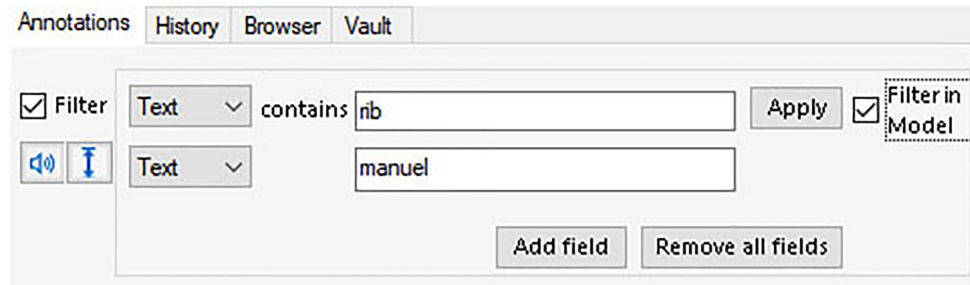 Annotations History Browser Vault
Filter Text contains rib Apply Filter in
Model
Text manuel
Add field Remove all fields